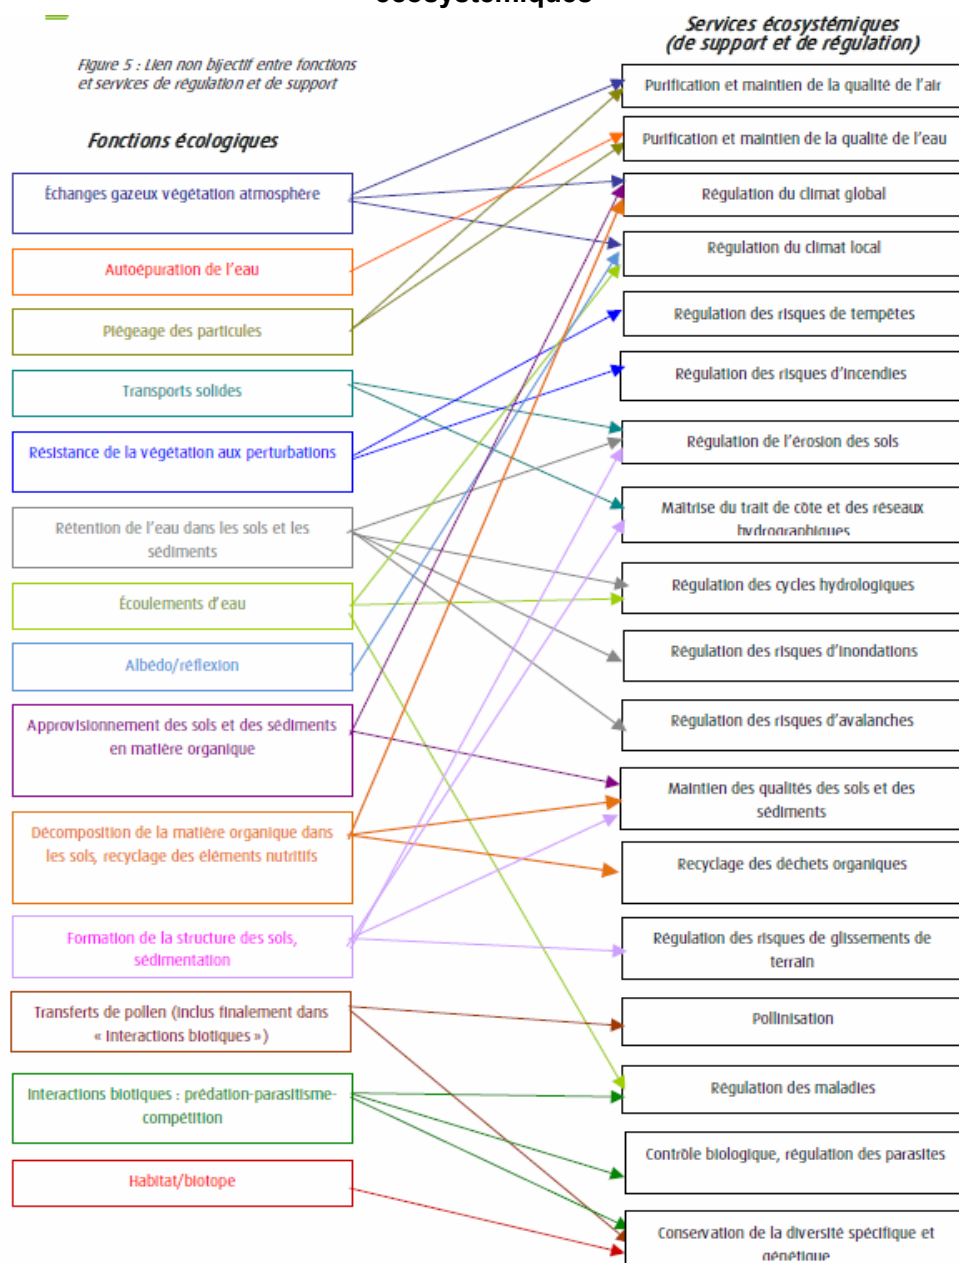 écosystémiques
Services écosystémiques
(de support et de régulation)
Figure 5 : Lien non bijectif entre fonctions
et services de régulation et de support
Fonctions écologiques
Échanges gazeux végétation atmosphère
Autoépuration de l'eau
Piégeage des particules
Transports solides
Résistance de la végétation aux perturbations
Rétention de l'eau dans les sols et les
sédiments
Écoulements d'eau
Albédo/réflexion
Approvisionnement des sols et des sédiments
en matière organique
Décomposition de la matière organique dans
les sols, recyclage des éléments nutritifs
Formation de la structure des sols,
sédimentation
Transferts de pollen (inclus finalement dans
« Interactions biotiques »)
Interactions biotiques : prédation-parasitisme-
compétition
Habitat/biotope
Purification et maintien de la qualité de l'air
Purification et maintien de la qualité de l'eau
Régulation du climat global
Régulation du climat local
Régulation des risques de tempêtes
Régulation des risques d'incendies
Régulation de l'érosion des sols
Maîtrise du trait de côte et des réseaux
hydrographiques
Régulation des cycles hydrologiques
Régulation des risques d'inondations
Régulation des risques d'avalanches
Maintien des qualités des sols et des
sédiments
Recyclage des déchets organiques
Régulation des risques de glissements de
terrain
Pollinisation
Régulation des maladies
Contrôle biologique, régulation des parasites
Conservation de la diversité spécifique et
génétique